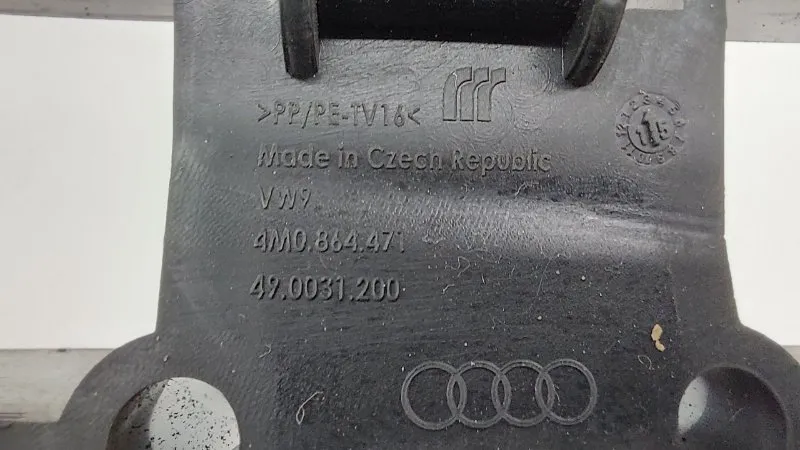 >PP/PE-TV16<
Made in Czech Republic
VW9
4M0.864.471
49.0031.200